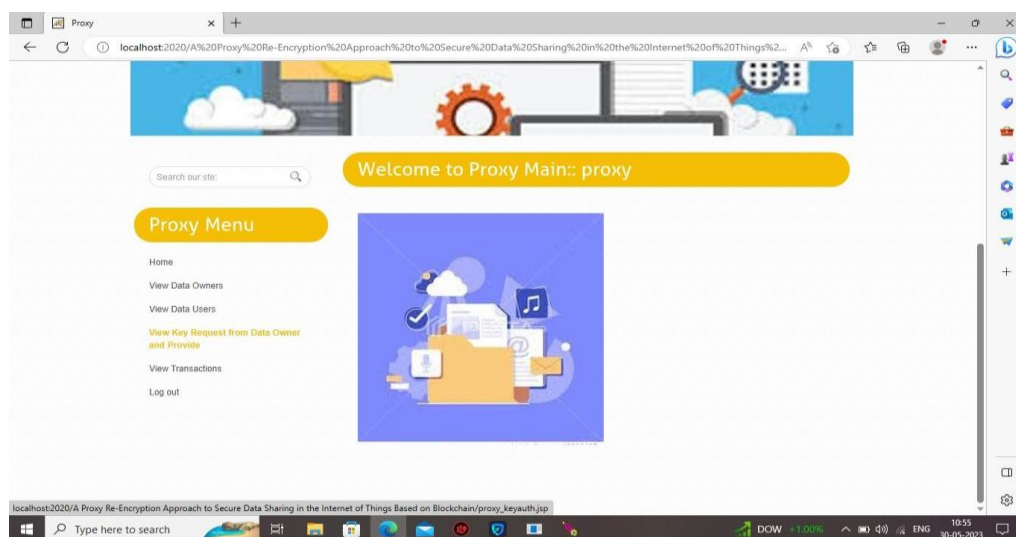 Proxy
localhost:2020/A%20Proxy%20Re-Encryption%20Approach%20to%20Secure%20Data%20Sharing%20in%20the%20Internet%20of%20Things%2...
Welcome to Proxy Main:: proxy
Search our site:
Proxy Menu
Home
View Data Owners
View Data Users
View Key Request from Data Owner
and Provide
View Transactions
Log out
@
localhost:2020/A Proxy Re-Encryption Approach to Secure Data Sharing in the Internet of Things Based on Blockchain/proxy_keyauth.jsp
Type here to search
DOW +1.00%
ENG
10:55
30-05-2023